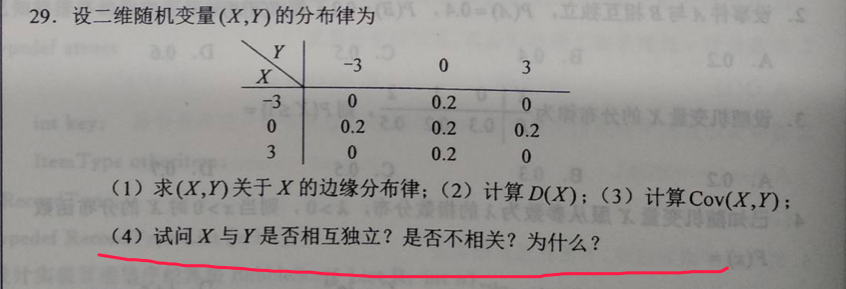 29. 设二维随机变量(X,Y)的分布律为
Y
X
-3 0 3
-3 0 0.2 0
0 0.2 0.2 0.2
3 0 0.2 0
(1) 求(X,Y)关于 X 的边缘分布律；(2) 计算 D(X)；(3) 计算 Cov(X,Y)；
(4) 试问 X 与 Y 是否相互独立？是否不相关？为什么？